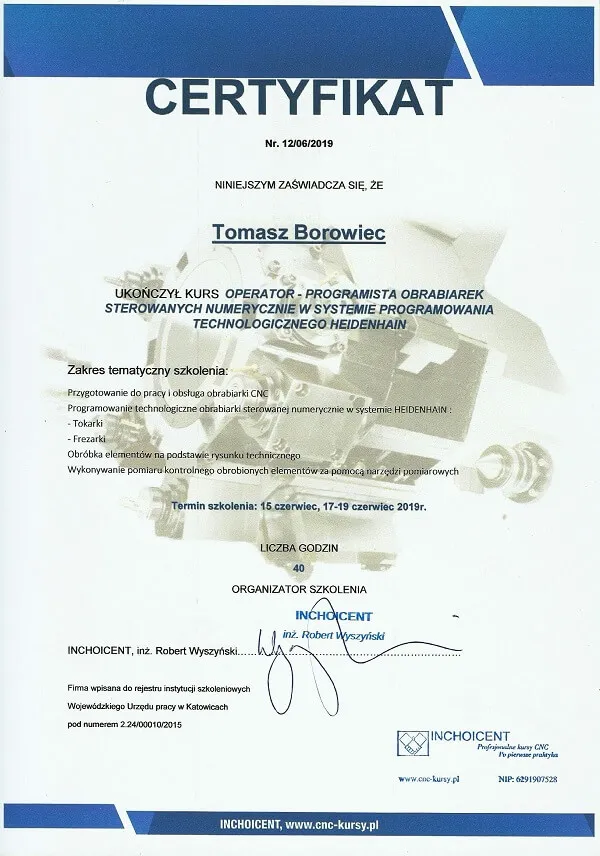 CERTYFIKAT
Nr. 12/06/2019
NINIEJSZYM ZAŚWIADCZA SIĘ, ŻE
Tomasz Borowiec
UKOŃCZYŁ KURS OPERATOR - PROGRAMISTA OBRABIAREK
STEROWANYCH NUMERYCZNIE W SYSTEMIE PROGRAMOWANIA
TECHNOLOGICZNEGO HEIDENHAIN
Zakres tematyczny szkolenia:
Przygotowanie do pracy i obsługa obrabiarki CNC
Programowanie technologiczne obrabiarki sterowanej numerycznie w systemie HEIDENHAIN :
- Tokarki
- Frezarki
Obróbka elementów na podstawie rysunku technicznego
Wykonywanie pomiaru kontrolnego obrobionych elementów za pomocą narzędzi pomiarowych
Termin szkolenia: 15 czerwiec, 17-19 czerwiec 2019r.
LICZBA GODZIN
40
ORGANIZATOR SZKOLENIA
INCHOICENT
inż. Robert Wyszyński
INCHOICENT, inż. Robert Wyszyński
Firma wpisana do rejestru instytucji szkoleniowych
Wojewódzkiego Urzędu pracy w Katowicach
pod numerem 2.24/00010/2015
INCHOICENT
Profesjonalne kursy CNC
Po pierwsze praktyka
www.cnc-kursy.pl NIP: 6291907528
INCHOICENT, www.cnc-kursy.pl